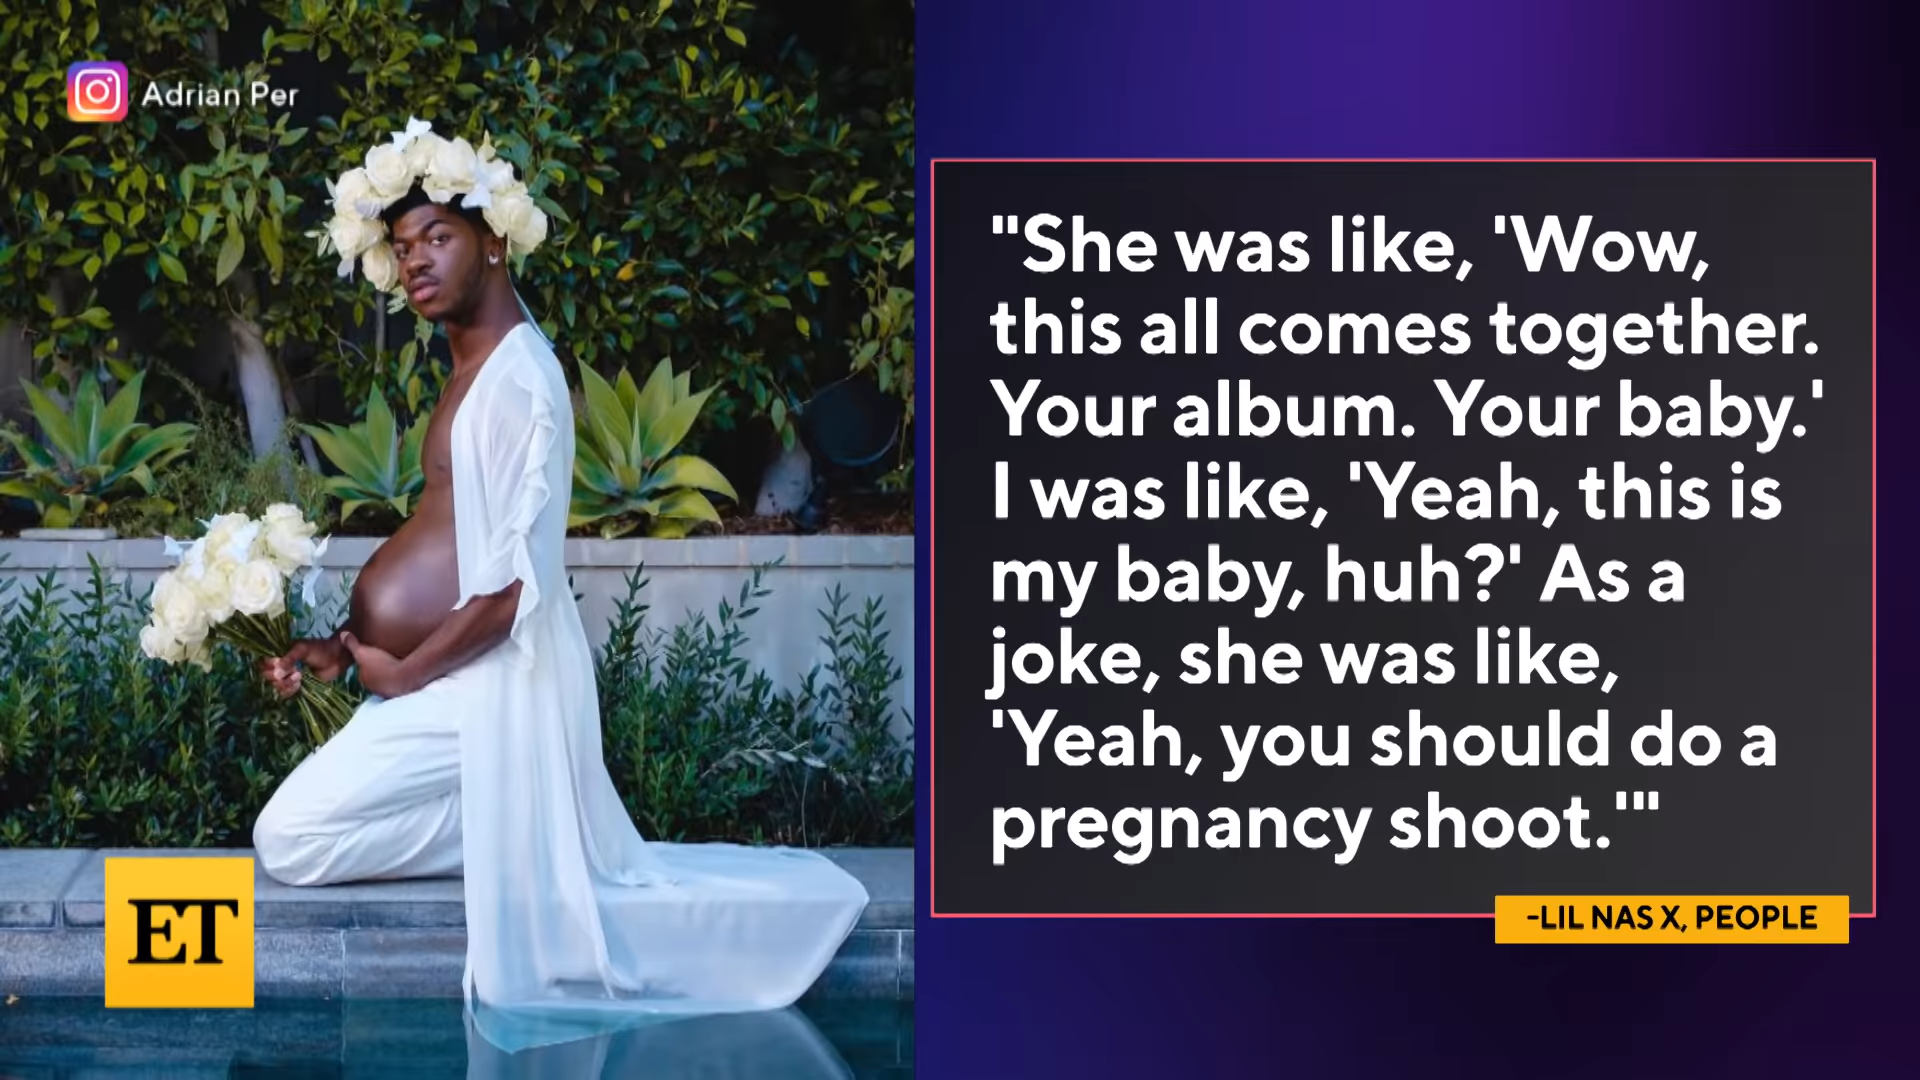 Adrian Per
"She was like, 'Wow,
this all comes together.
Your album. Your baby.'
I was like, 'Yeah, this is
my baby, huh?' As a
joke, she was like,
'Yeah, you should do a
pregnancy shoot.'"
-LIL NAS X, PEOPLE
ET